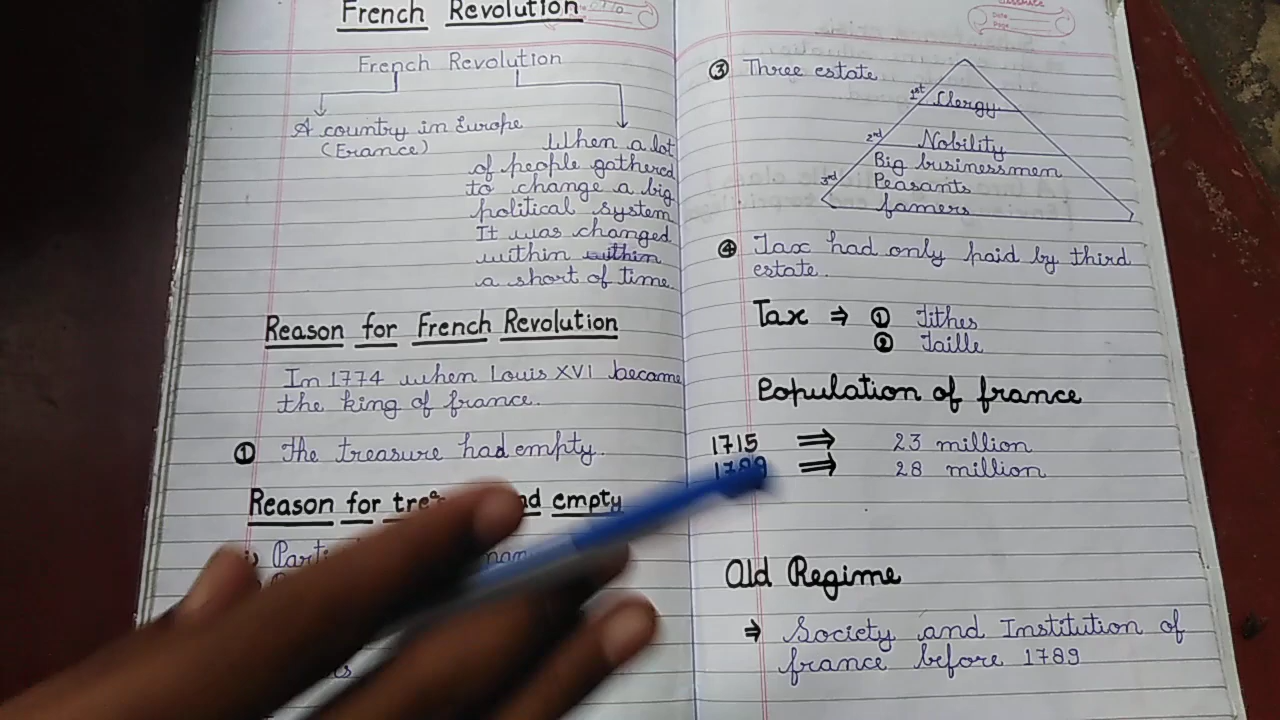 French Revolution
French Revolution
A country in Europe
(France)
When a lot
of people gathered
to change a big
political system
It was changed
within within
a short of time.
Reason for French Revolution
In 1774 when Louis XVI became
the king of france.
① the treasure had empty.
Reason for empty
③ Three estate
1st Clergy
2nd Nobility
Big businessmen
3rd Peasants
famers
④ Tax had only paid by third
estate.
Tax ⇒ ① Tithes
② Taille
Population of france
1715 ⇒ 23 million
1789 ⇒ 28 million
Old Regime
⇒ Society and Institution of
france before 1789